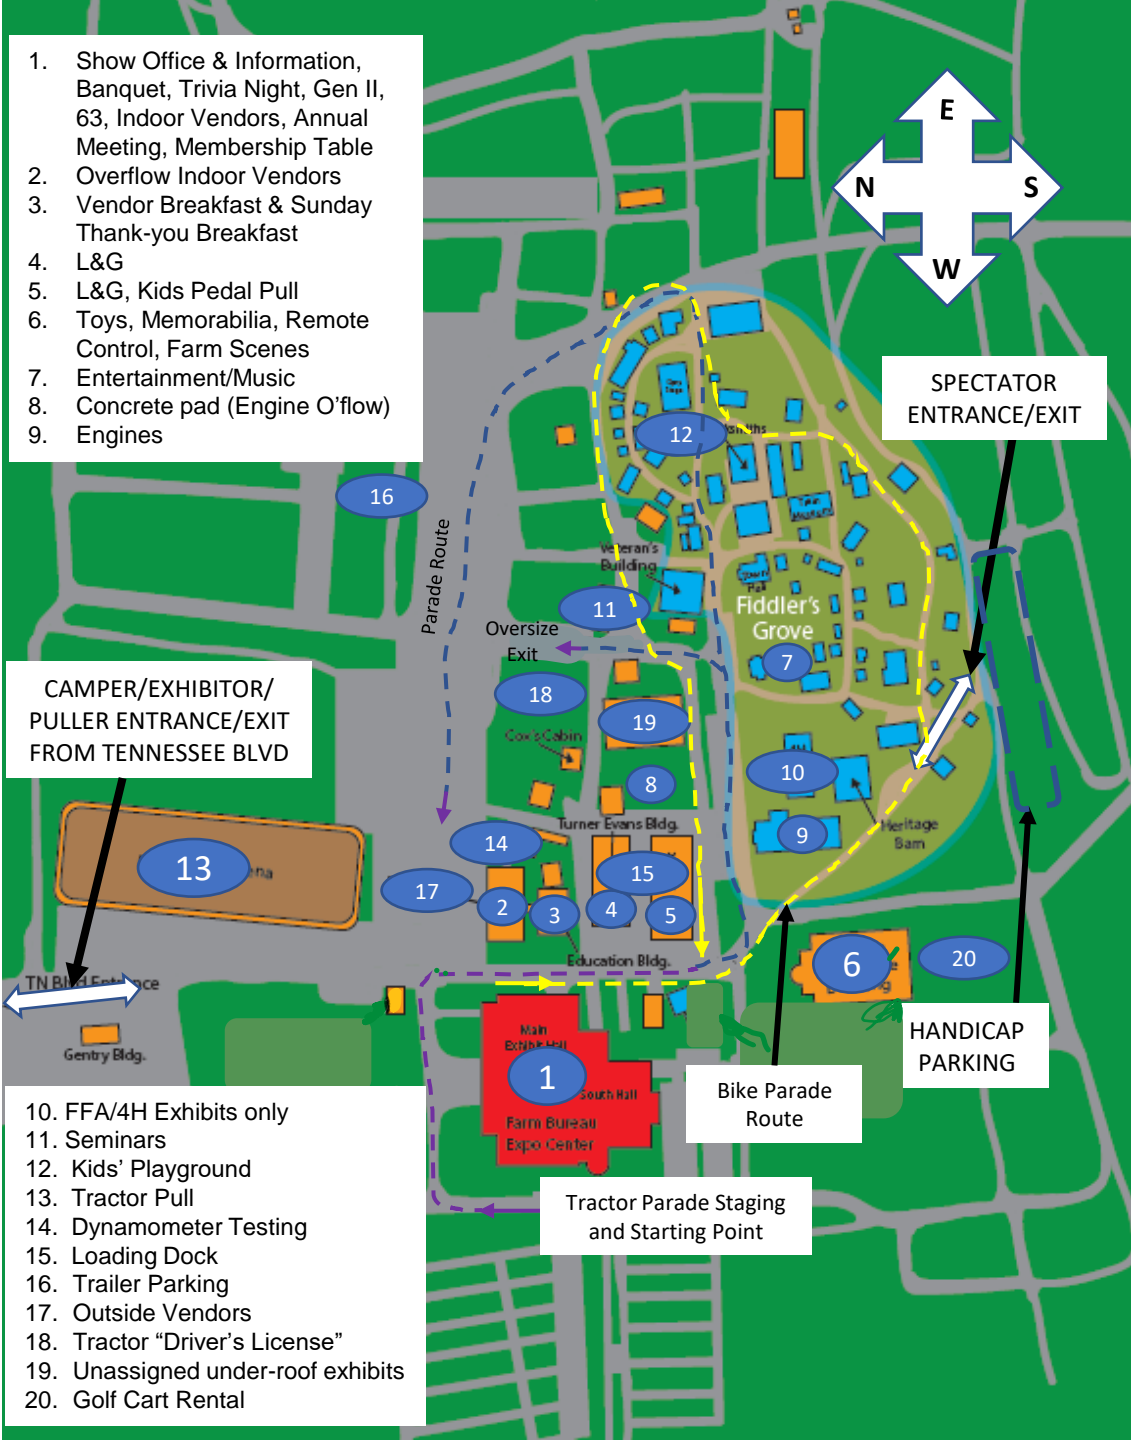 1. Show Office & Information,
Banquet, Trivia Night, Gen II,
63, Indoor Vendors, Annual
Meeting, Membership Table
2. Overflow Indoor Vendors
3. Vendor Breakfast & Sunday
Thank-you Breakfast
4. L&G
5. L&G, Kids Pedal Pull
6. Toys, Memorabilia, Remote
Control, Farm Scenes
7. Entertainment/Music
8. Concrete pad (Engine O'flow)
9. Engines
E
N
S
W
SPECTATOR
ENTRANCE/EXIT
12
16
Parade Route
Veteran's
Building
11
Oversize
Exit
Fiddler's
Grove
7
CAMPER/EXHIBITOR/
PULLER ENTRANCE/EXIT
FROM TENNESSEE BLVD
18
19
Cox's Cabin
8
10
Turner Evans Bldg.
9
Heritage
Barn
14
13
15
17
2
3
4
5
Education Bldg.
6
20
TN Blvd Entrance
Gentry Bldg.
Main
Exhibit Hall
1
South Hall
Farm Bureau
Expo Center
HANDICAP
PARKING
Bike Parade
Route
Tractor Parade Staging
and Starting Point
10. FFA/4H Exhibits only
11. Seminars
12. Kids' Playground
13. Tractor Pull
14. Dynamometer Testing
15. Loading Dock
16. Trailer Parking
17. Outside Vendors
18. Tractor “Driver's License”
19. Unassigned under-roof exhibits
20. Golf Cart Rental